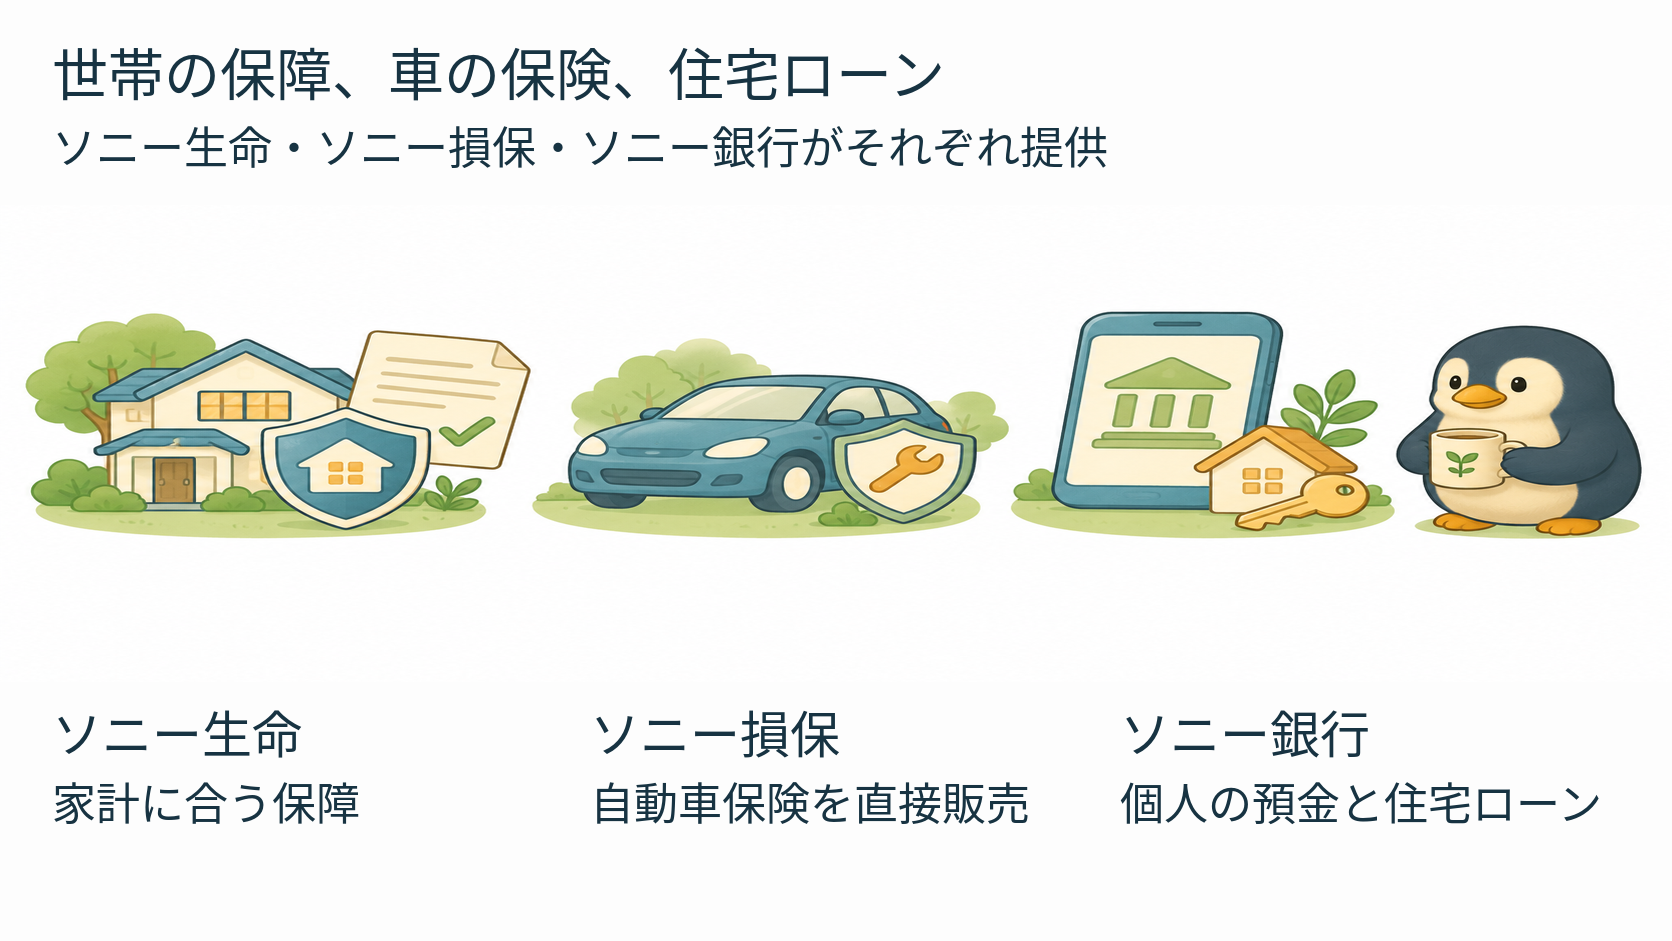 世帯の保障、車の保険、住宅ローン
ソニー生命・ソニー損保・ソニー銀行がそれぞれ提供
ソニー生命
家計に合う保障
ソニー損保
自動車保険を直接販売
ソニー銀行
個人の預金と住宅ローン